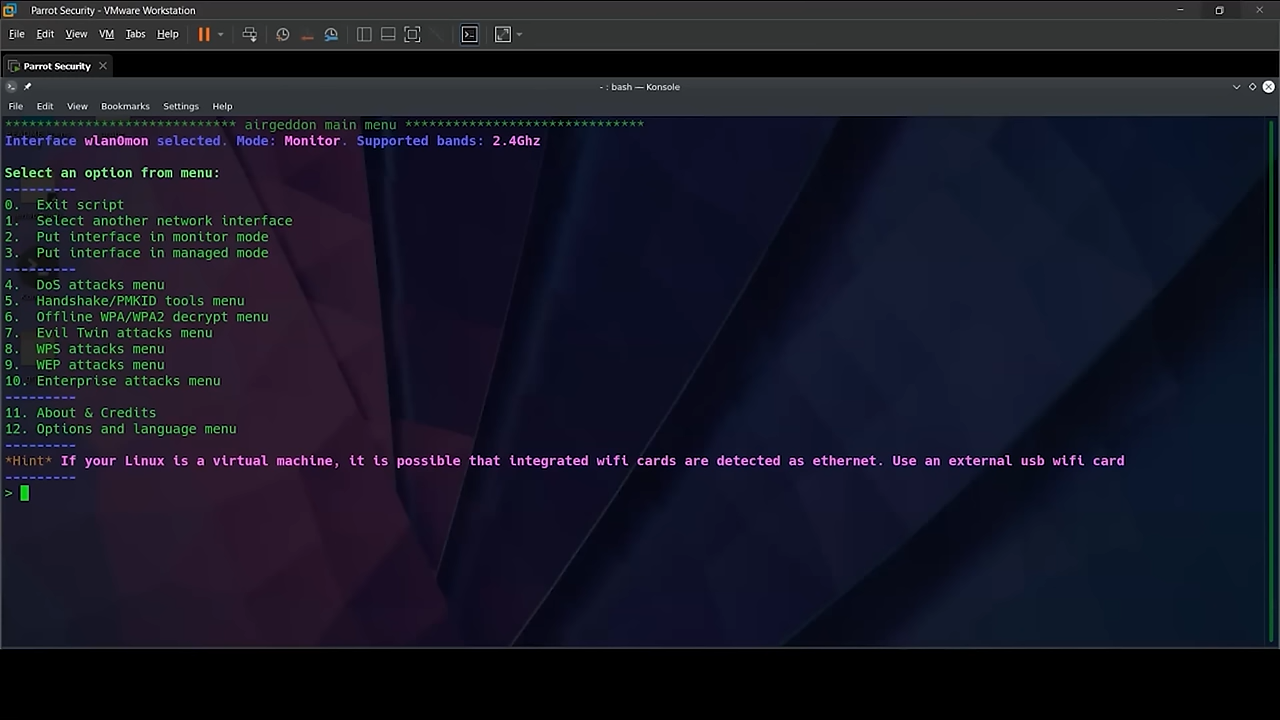 Parrot Security - VMware Workstation
File Edit View VM Tabs Help
Parrot Security
- : bash — Konsole
File Edit View Bookmarks Settings Help
***************************** airgeddon main menu ******************************
Interface wlan0mon selected. Mode: Monitor. Supported bands: 2.4Ghz
Select an option from menu:
---------
0. Exit script
1. Select another network interface
2. Put interface in monitor mode
3. Put interface in managed mode
---------
4. DoS attacks menu
5. Handshake/PMKID tools menu
6. Offline WPA/WPA2 decrypt menu
7. Evil Twin attacks menu
8. WPS attacks menu
9. WEP attacks menu
10. Enterprise attacks menu
---------
11. About & Credits
12. Options and language menu
---------
*Hint* If your Linux is a virtual machine, it is possible that integrated wifi cards are detected as ethernet. Use an external usb wifi card
---------
>